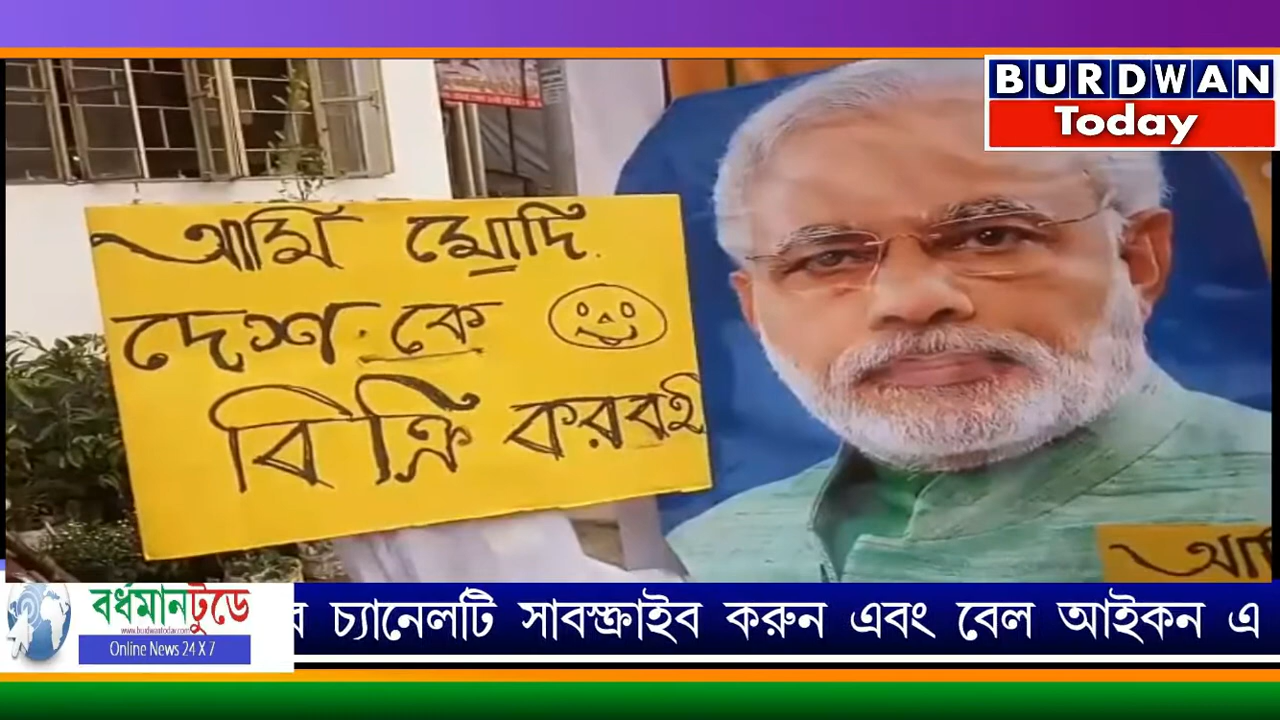 BURDWAN
Today
আমি মোদি
দেশ কে
বিক্রি করবই
আমি
বর্ধমান টুডে
www.burdwantoday.com
Online News 24 X 7
চ্যানেলটি সাবস্ক্রাইব করুন এবং বেল আইকন এ